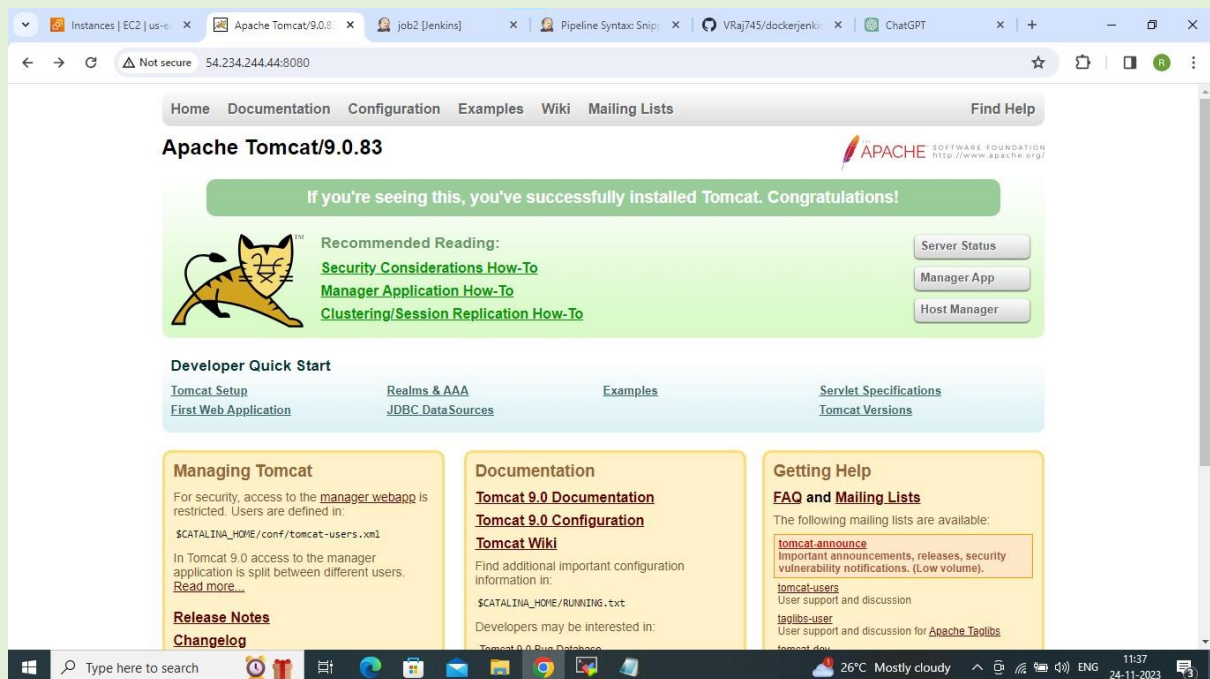 Instances | EC2 | us-e
Apache Tomcat/9.0.8
job2 [Jenkins]
Pipeline Syntax: Snip
VRaj745/dockerjenki
ChatGPT
Not secure 54.234.244.44:8080
R
Home Documentation Configuration Examples Wiki Mailing Lists Find Help
Apache Tomcat/9.0.83
APACHE SOFTWARE FOUNDATION
http://www.apache.org/
If you're seeing this, you've successfully installed Tomcat. Congratulations!
TM
Recommended Reading:
Security Considerations How-To
Manager Application How-To
Clustering/Session Replication How-To
Server Status
Manager App
Host Manager
Developer Quick Start
Tomcat Setup
First Web Application
Realms & AAA
JDBC DataSources
Examples
Servlet Specifications
Tomcat Versions
Managing Tomcat
For security, access to the manager webapp is
restricted. Users are defined in:
$CATALINA_HOME/conf/tomcat-users.xml
In Tomcat 9.0 access to the manager
application is split between different users.
Read more...
Release Notes
Changelog
Documentation
Tomcat 9.0 Documentation
Tomcat 9.0 Configuration
Tomcat Wiki
Find additional important configuration
information in:
$CATALINA_HOME/RUNNING.txt
Developers may be interested in:
Tomcat 9.0 Bug Database
Getting Help
FAQ and Mailing Lists
The following mailing lists are available:
tomcat-announce
Important announcements, releases, security
vulnerability notifications. (Low volume).
tomcat-users
User support and discussion
taglibs-user
User support and discussion for Apache Taglibs
tomcat-dev
Type here to search
26°C Mostly cloudy
ENG
11:37
24-11-2023
3